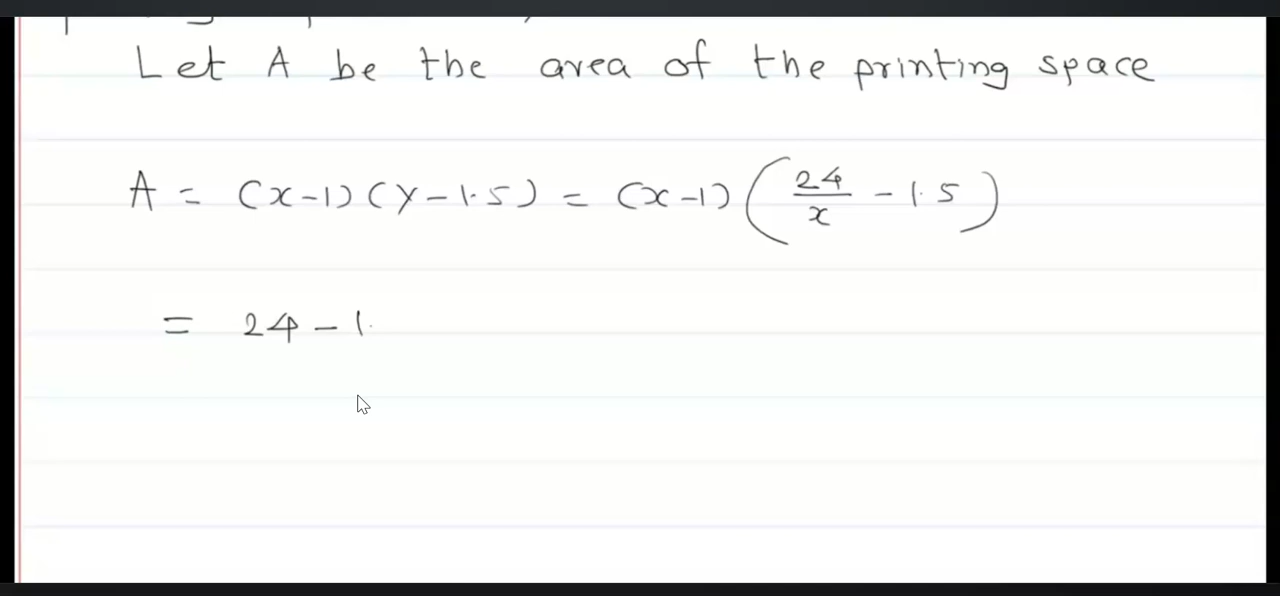 Let A be the area of the printing space
A = (x-1)(y-1.5) = (x-1)(24/x - 1.5)
= 24 - 1.